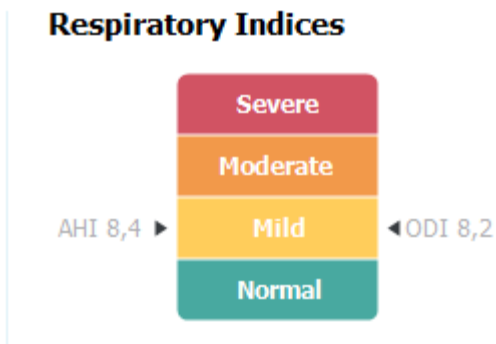 Respiratory Indices
Severe
Moderate
AHI 8,4 Mild ODI 8,2
Normal